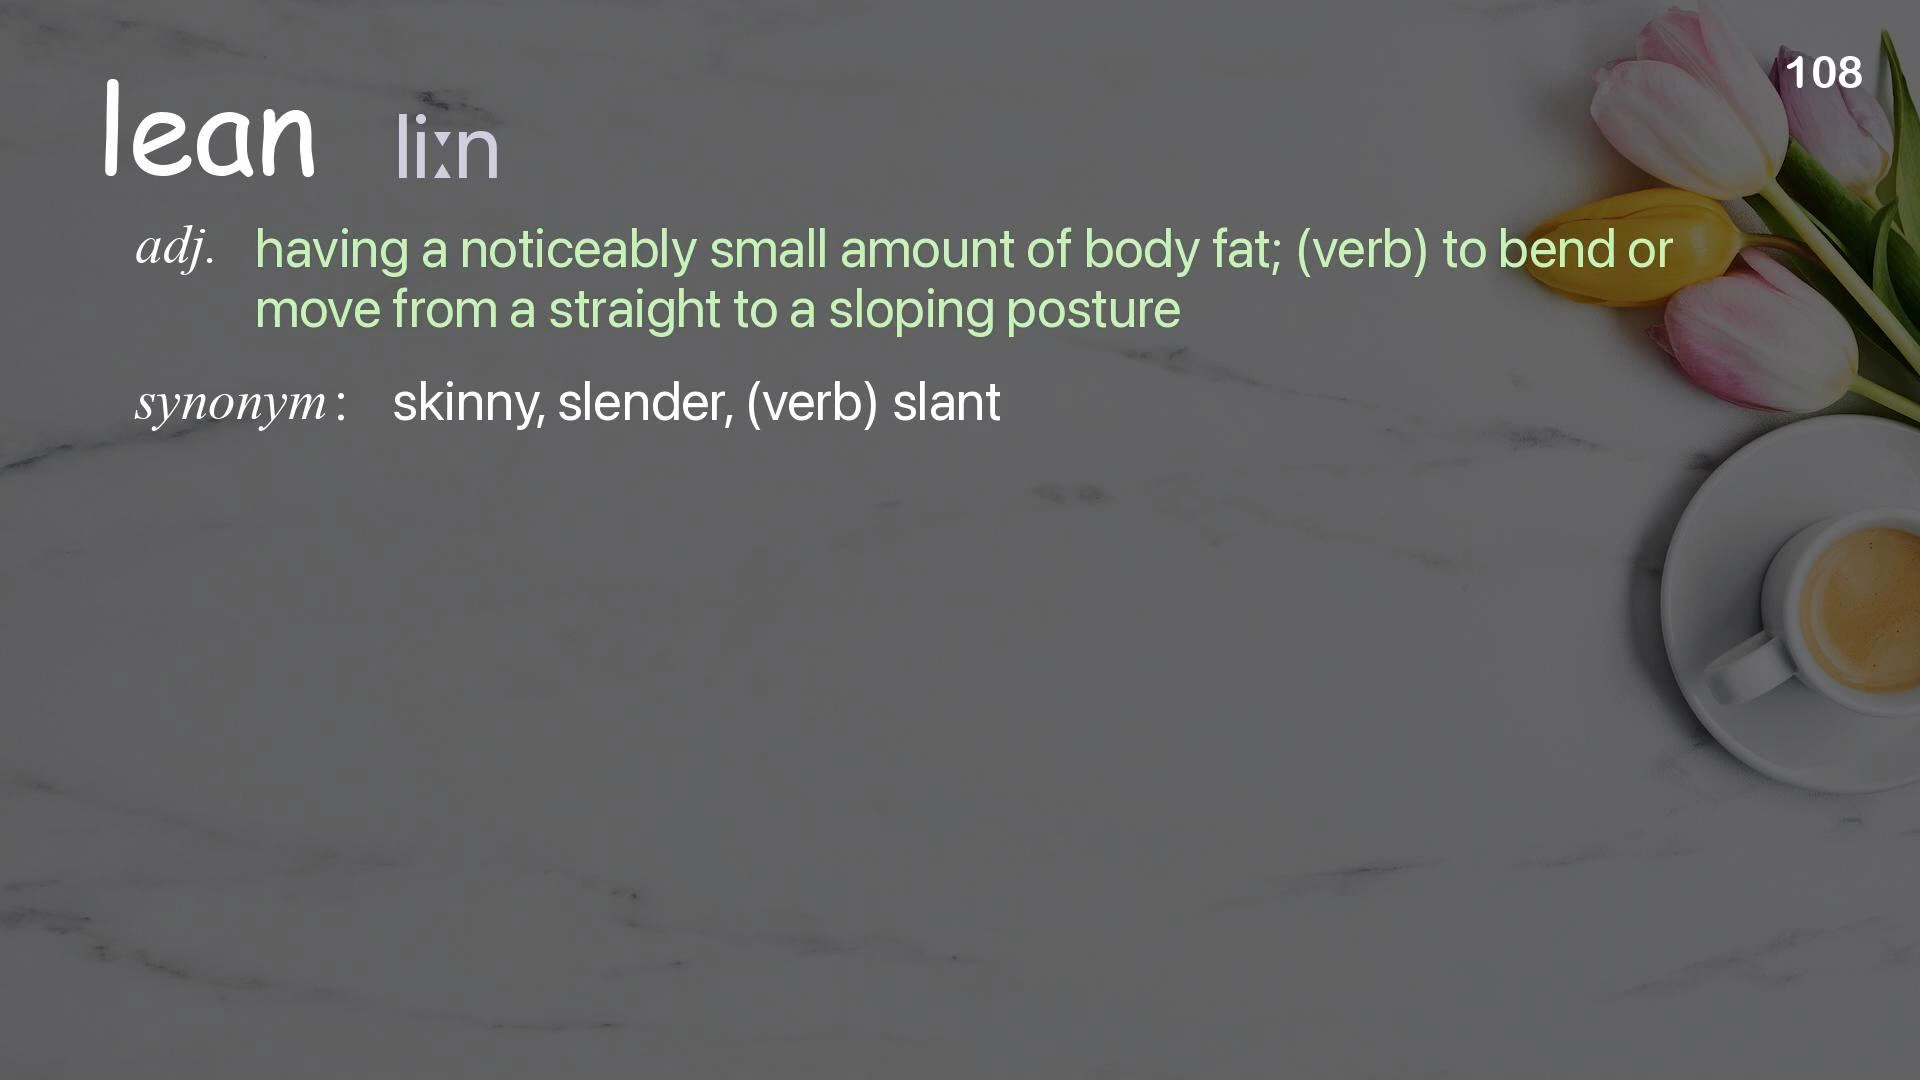 108
lean liːn
adj. having a noticeably small amount of body fat; (verb) to bend or
move from a straight to a sloping posture
synonym: skinny, slender, (verb) slant